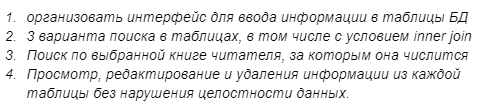 1. организовать интерфейс для ввода информации в таблицы БД
2. 3 варианта поиска в таблицах, в том числе с условием inner join
3. Поиск по выбранной книге читателя, за которым она числится
4. Просмотр, редактирование и удаления информации из каждой
таблицы без нарушения целостности данных.